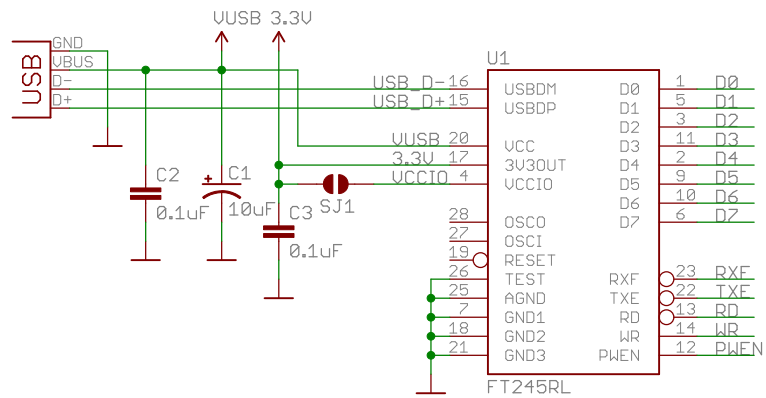 VUSB 3.3V
USB
GND
VBUS
D-
D+
U1
USB_D- 16 USBDM D0 1 D0
USB_D+ 15 USBDP D1 5 D1
D2 3 D2
VUSB 20 VCC D3 11 D3
3.3V 17 3V3OUT D4 2 D4
VCCIO 4 VCCIO D5 9 D5
D6 10 D6
D7 6 D7
C2
0.1uF
+
C1
10uF
SJ1
C3
0.1uF
28 OSCO
27 OSCI
19 RESET
26 TEST RXF 23 RXF
25 AGND TXE 22 TXE
7 GND1 RD 13 RD
18 GND2 WR 14 WR
21 GND3 PWEN 12 PWEN
FT245RL